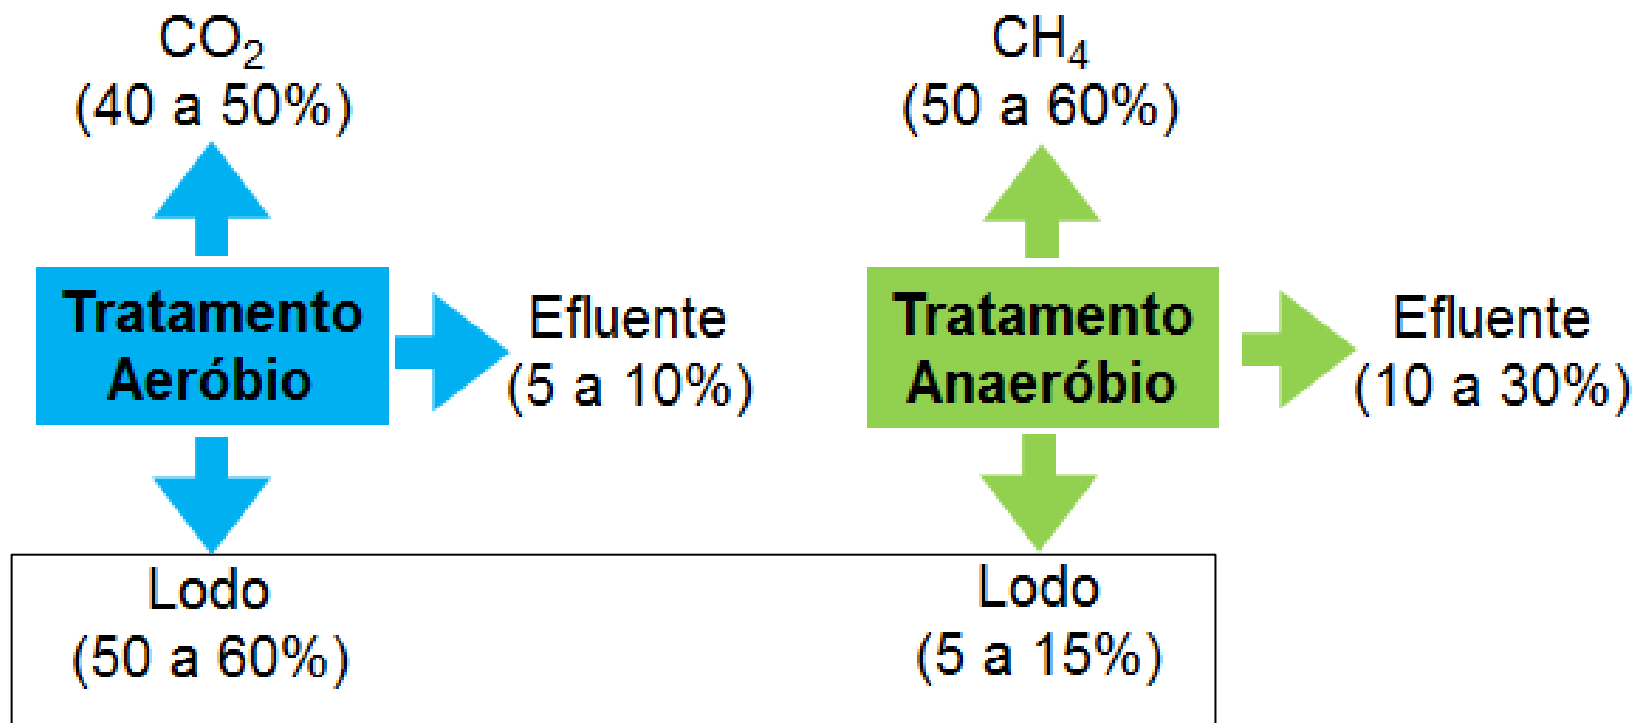 CO₂
(40 a 50%)
CH₄
(50 a 60%)
Tratamento
Aeróbio
Efluente
(5 a 10%)
Tratamento
Anaeróbio
Efluente
(10 a 30%)
Lodo
(50 a 60%)
Lodo
(5 a 15%)